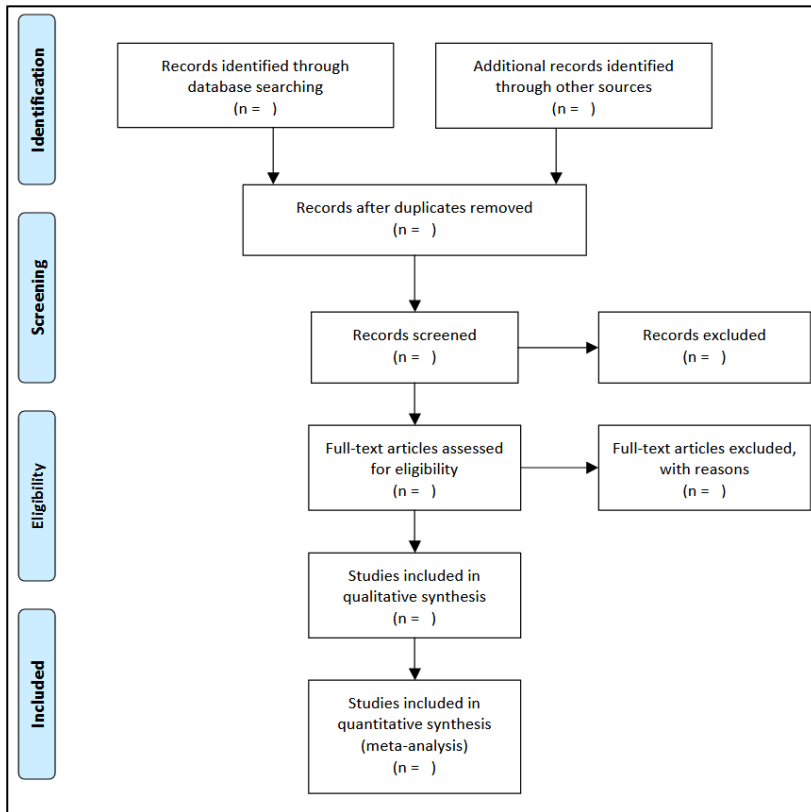 Identification
Records identified through
database searching
(n =   )
Additional records identified
through other sources
(n =   )
Records after duplicates removed
(n =   )
Screening
Records screened
(n =   )
Records excluded
(n =   )
Eligibility
Full-text articles assessed
for eligibility
(n =   )
Full-text articles excluded,
with reasons
(n =   )
Studies included in
qualitative synthesis
(n =   )
Included
Studies included in
quantitative synthesis
(meta-analysis)
(n =   )